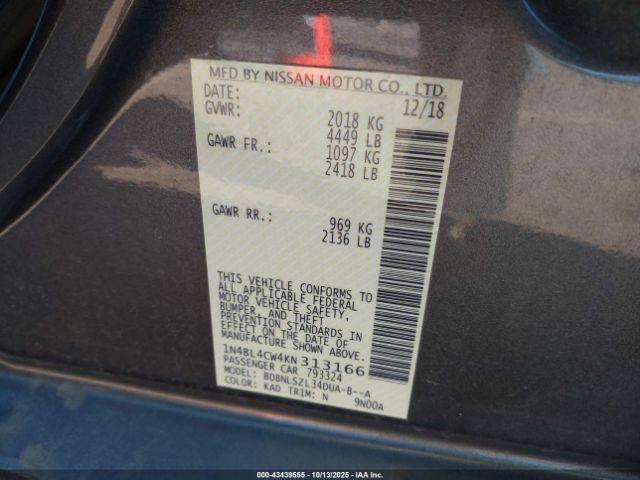 MFD BY NISSAN MOTOR CO., LTD.
DATE: 12/18
GVWR: 2018 KG
4449 LB
GAWR FR.: 1097 KG
2418 LB
GAWR RR.: 969 KG
2136 LB
THIS VEHICLE CONFORMS TO
ALL APPLICABLE FEDERAL
MOTOR VEHICLE SAFETY,
BUMPER, AND THEFT
PREVENTION STANDARDS IN
EFFECT ON THE DATE OF
MANUFACTURE SHOWN ABOVE.
1N4BL4CW4KN313166
PASSENGER CAR 793324
MODEL: BDBNLSZL34DUA-B--A
COLOR: KAD TRIM: N 9N00A
000-43439555 - 10/13/2025 - IAA Inc.